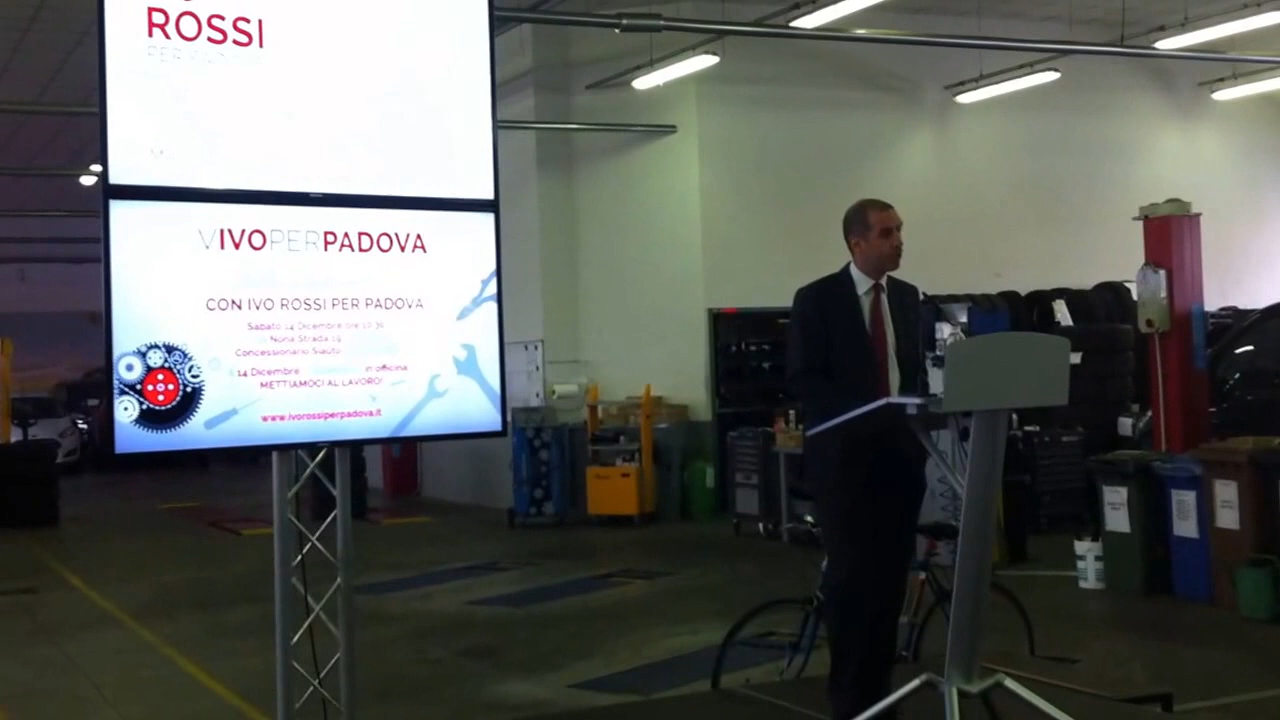 ROSSI
VIVOPERPADOVA
CON IVO ROSSI PER PADOVA
Sabato 14 Dicembre ore 10.30
Nona Strada 19
Concessionario Siauto
14 Dicembre in officina
METTIAMOCI AL LAVORO!
www.ivorossiperpadova.it